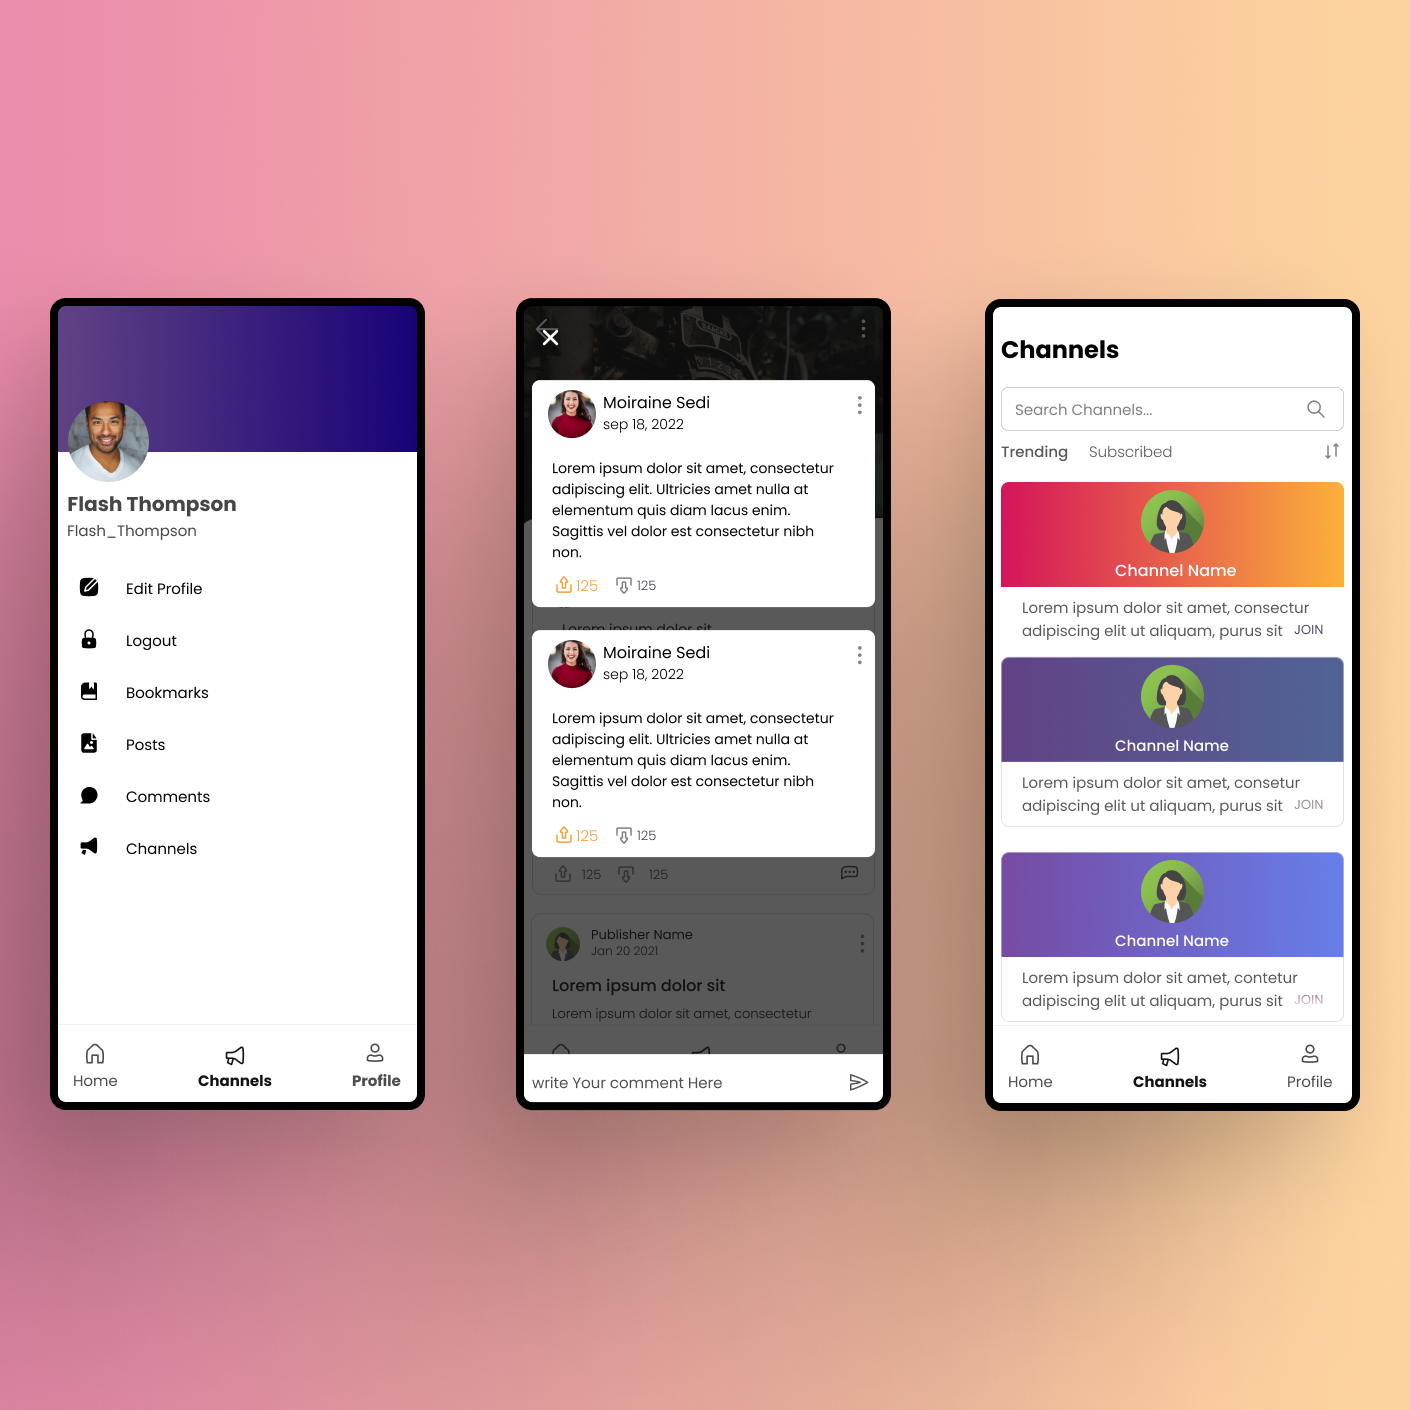 Flash Thompson
Flash_Thompson
Edit Profile
Logout
Bookmarks
Posts
Comments
Channels
Home
Channels
Profile
Moiraine Sedi
sep 18, 2022
Lorem ipsum dolor sit amet, consectetur
adipiscing elit. Ultricies amet nulla at
elementum quis diam lacus enim.
Sagittis vel dolor est consectetur nibh
non.
125 125
Lorem ipsum dolor sit
Moiraine Sedi
sep 18, 2022
Lorem ipsum dolor sit amet, consectetur
adipiscing elit. Ultricies amet nulla at
elementum quis diam lacus enim.
Sagittis vel dolor est consectetur nibh
non.
125 125
125 125
Publisher Name
Jan 20 2021
Lorem ipsum dolor sit
Lorem ipsum dolor sit amet, consectetur
write Your comment Here
Channels
Search Channels...
Trending Subscribed
Channel Name
Lorem ipsum dolor sit amet, consectur
adipiscing elit ut aliquam, purus sit JOIN
Channel Name
Lorem ipsum dolor sit amet, consetur
adipiscing elit ut aliquam, purus sit JOIN
Channel Name
Lorem ipsum dolor sit amet, contetur
adipiscing elit ut aliquam, purus sit JOIN
Home
Channels
Profile